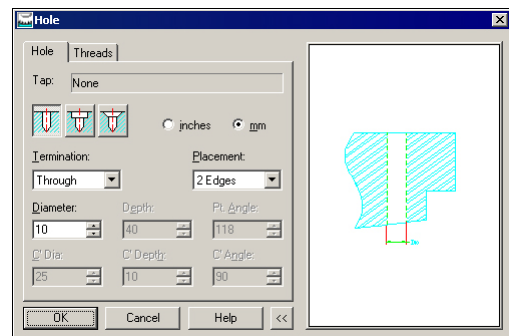 Hole
Hole Threads
Tap: None
inches mm
Termination: Placement:
Through 2 Edges
Diameter: Depth: Pt. Angle:
10 40 118
C' Dia: C' Depth: C' Angle:
25 10 90
OK Cancel Help <<